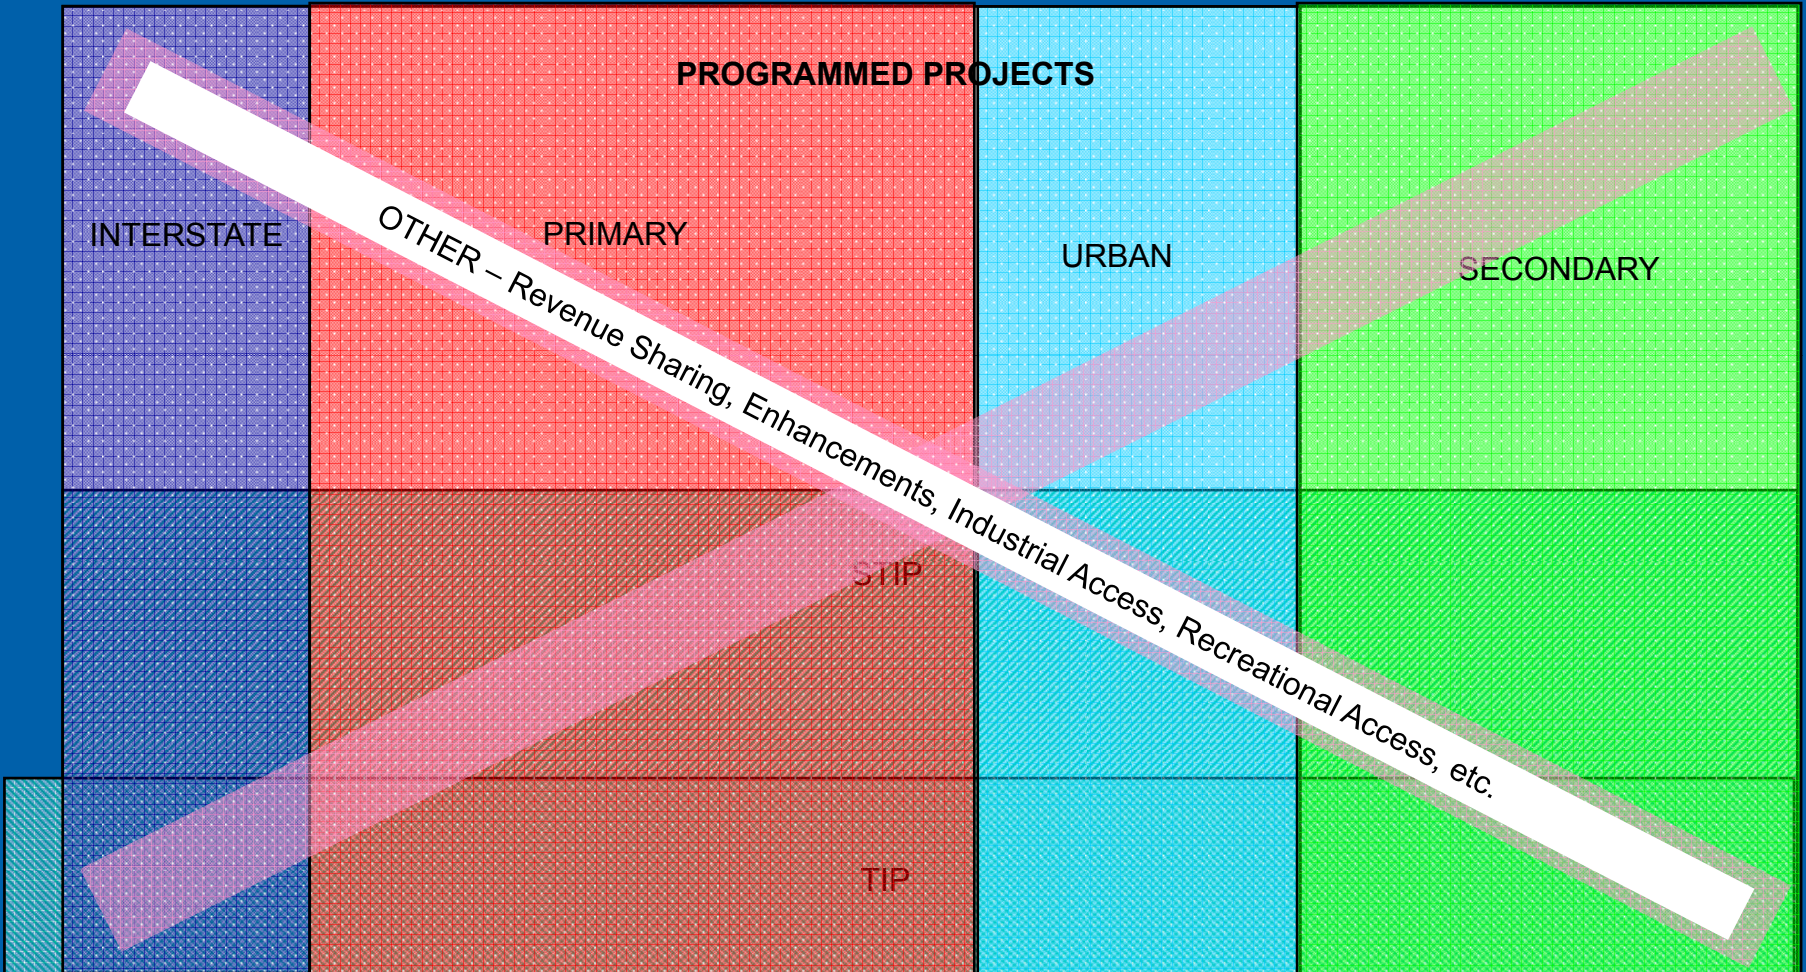 PROGRAMMED PROJECTS
INTERSTATE
PRIMARY
URBAN
SECONDARY
OTHER – Revenue Sharing, Enhancements, Industrial Access, Recreational Access, etc.
STIP
TIP